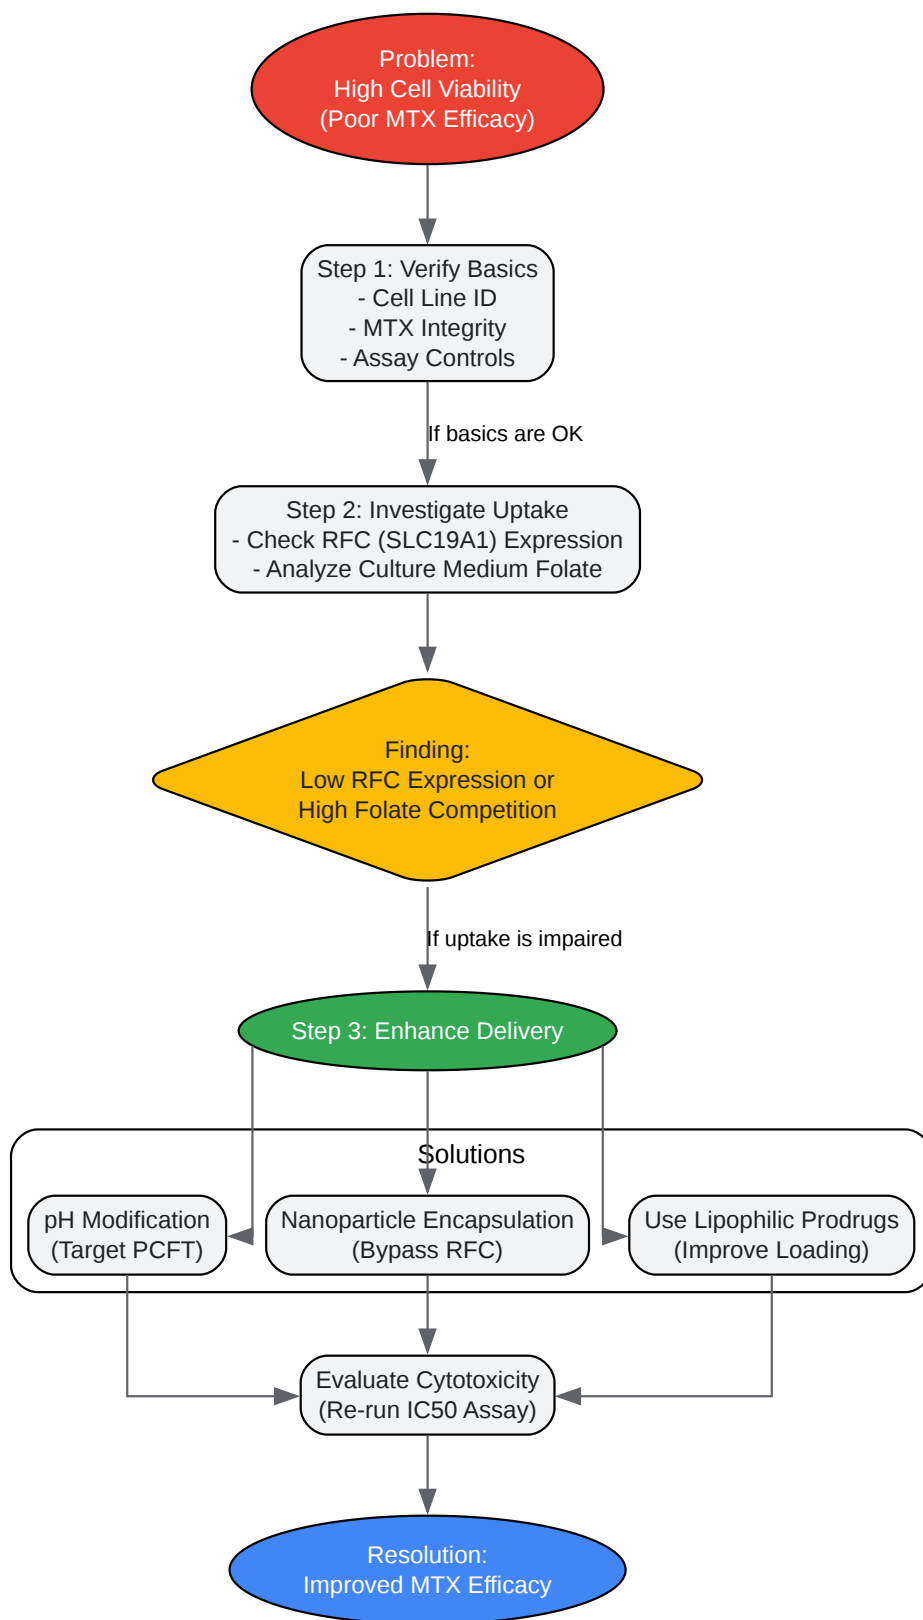 Problem:
High Cell Viability
(Poor MTX Efficacy)
Step 1: Verify Basics
- Cell Line ID
- MTX Integrity
- Assay Controls
If basics are OK
Step 2: Investigate Uptake
- Check RFC (SLC19A1) Expression
- Analyze Culture Medium Folate
Finding:
Low RFC Expression or
High Folate Competition
If uptake is impaired
Step 3: Enhance Delivery
Solutions
pH Modification
(Target PCFT)
Nanoparticle Encapsulation
(Bypass RFC)
Use Lipophilic Prodrugs
(Improve Loading)
Evaluate Cytotoxicity
(Re-run IC50 Assay)
Resolution:
Improved MTX Efficacy